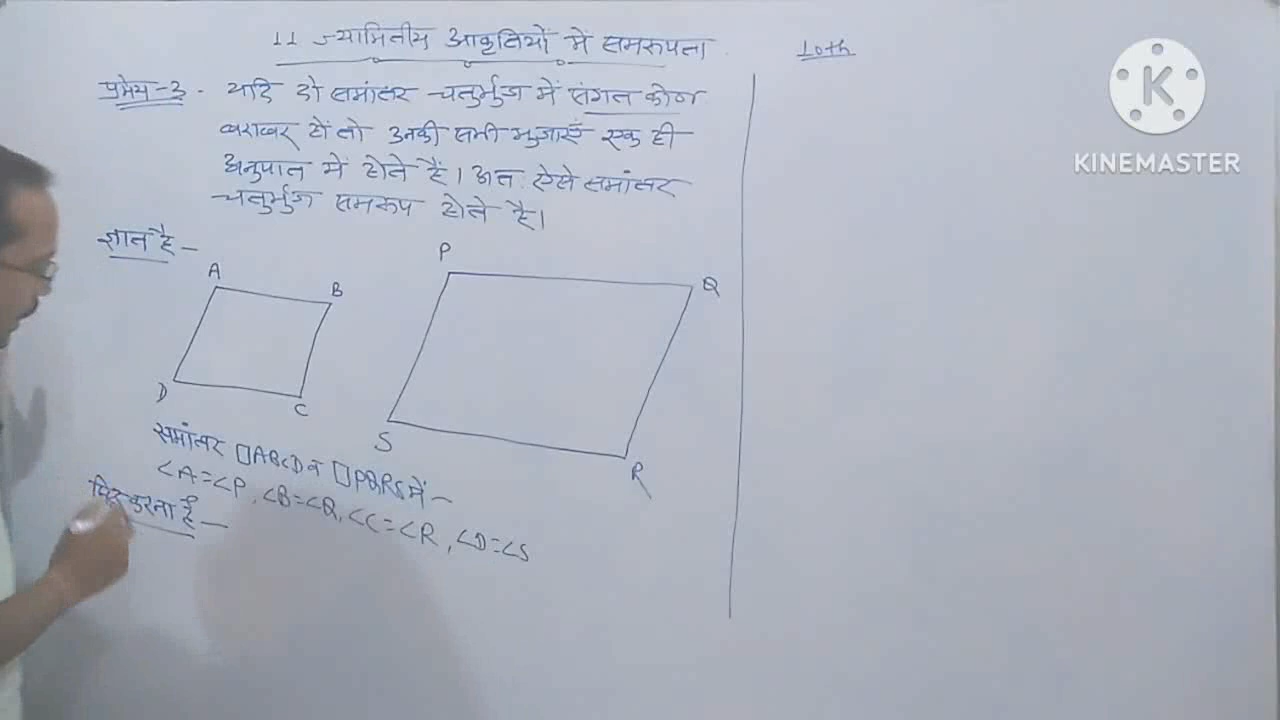 11 ज्यामितीय आकृतियों में समरूपता
10th
प्रमेय-3. यदि दो समांतर चतुर्भुज में संगत कोण
बराबर हों तो उनकी सभी भुजाएँ एक ही
अनुपात में होते हैं। अतः ऐसे समांतर
चतुर्भुज समरूप होते है।
ज्ञात है -
A
B
D
C
P
Q
S
R
समांतर □ABCD व □PQRS में -
∠A=∠P, ∠B=∠Q, ∠C=∠R, ∠D=∠S
सिद्ध करना है -
K
KINEMASTER